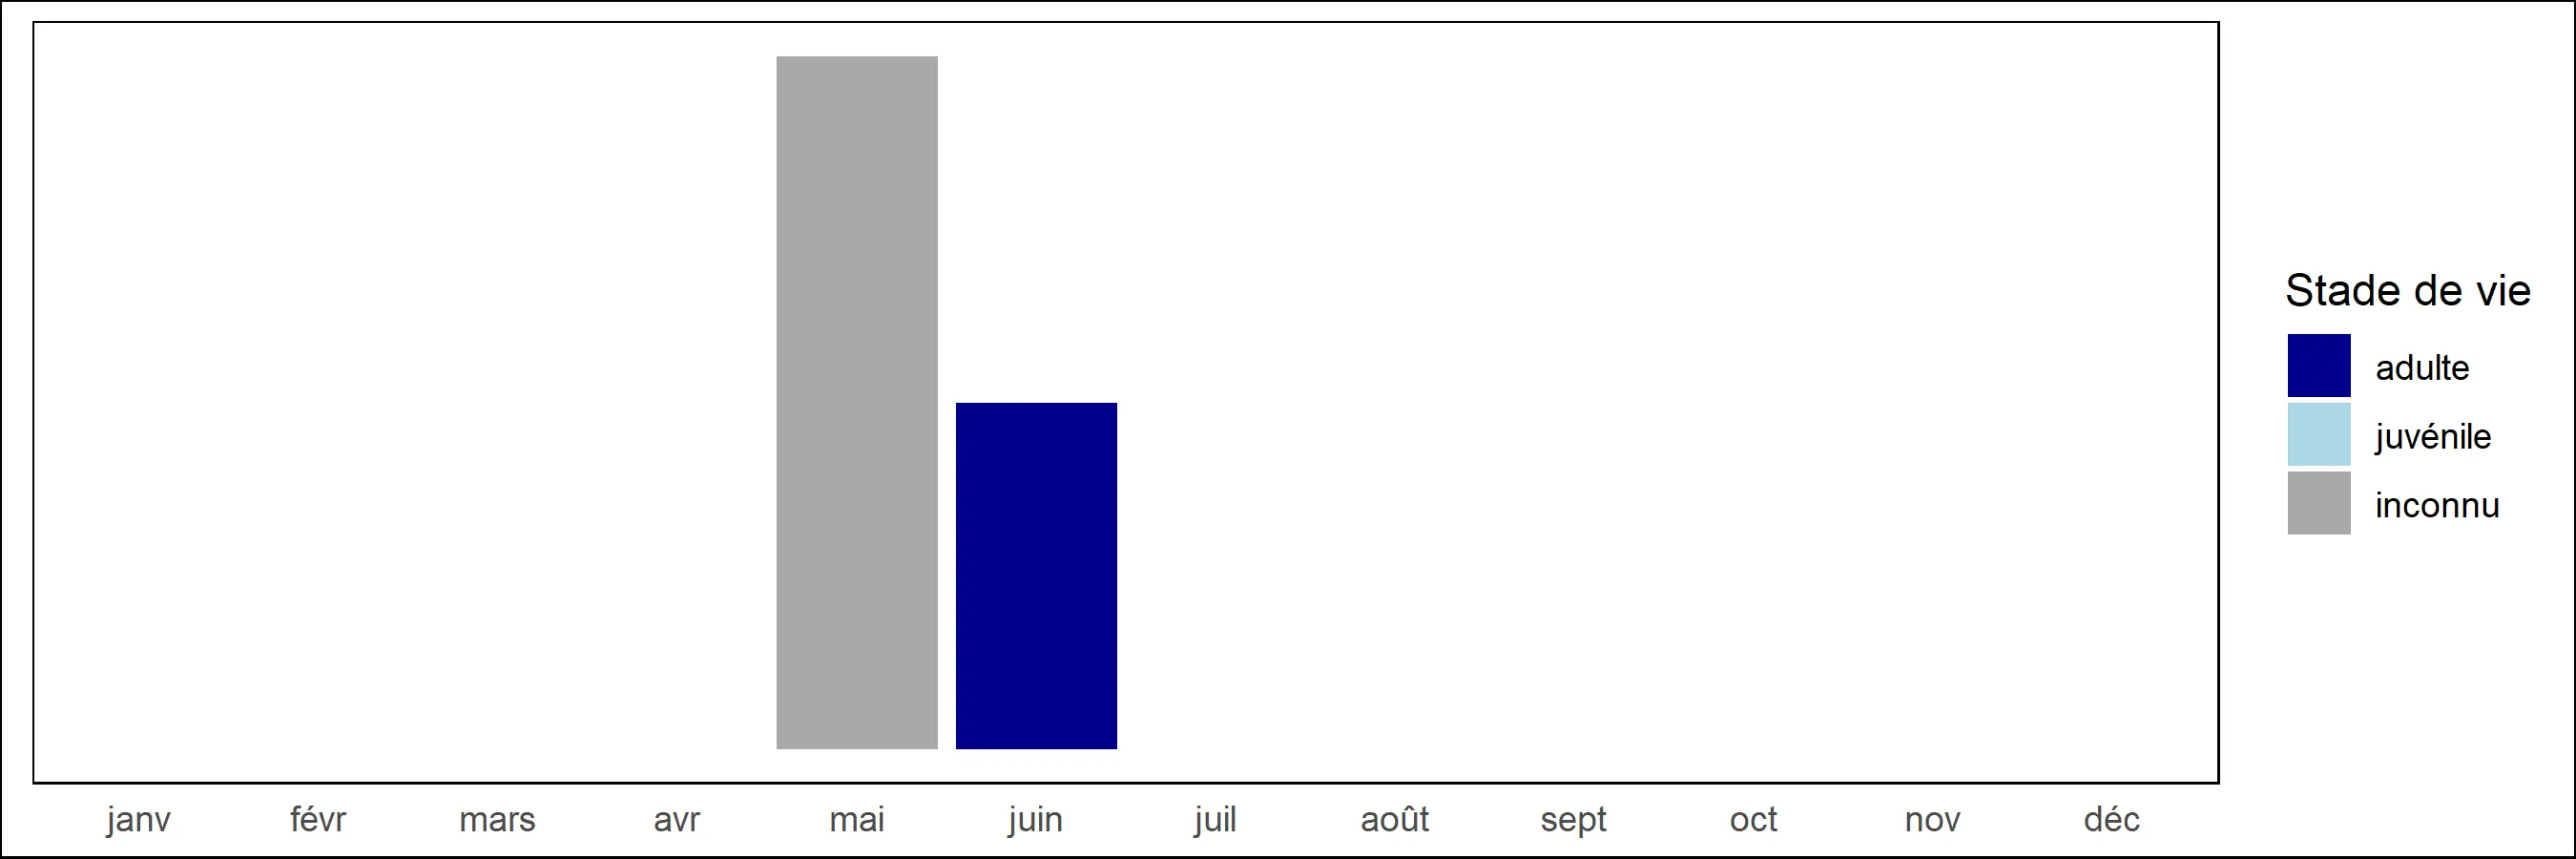 Stade de vie
adulte
juvénile
inconnu
janv févr mars avr mai juin juil août sept oct nov déc